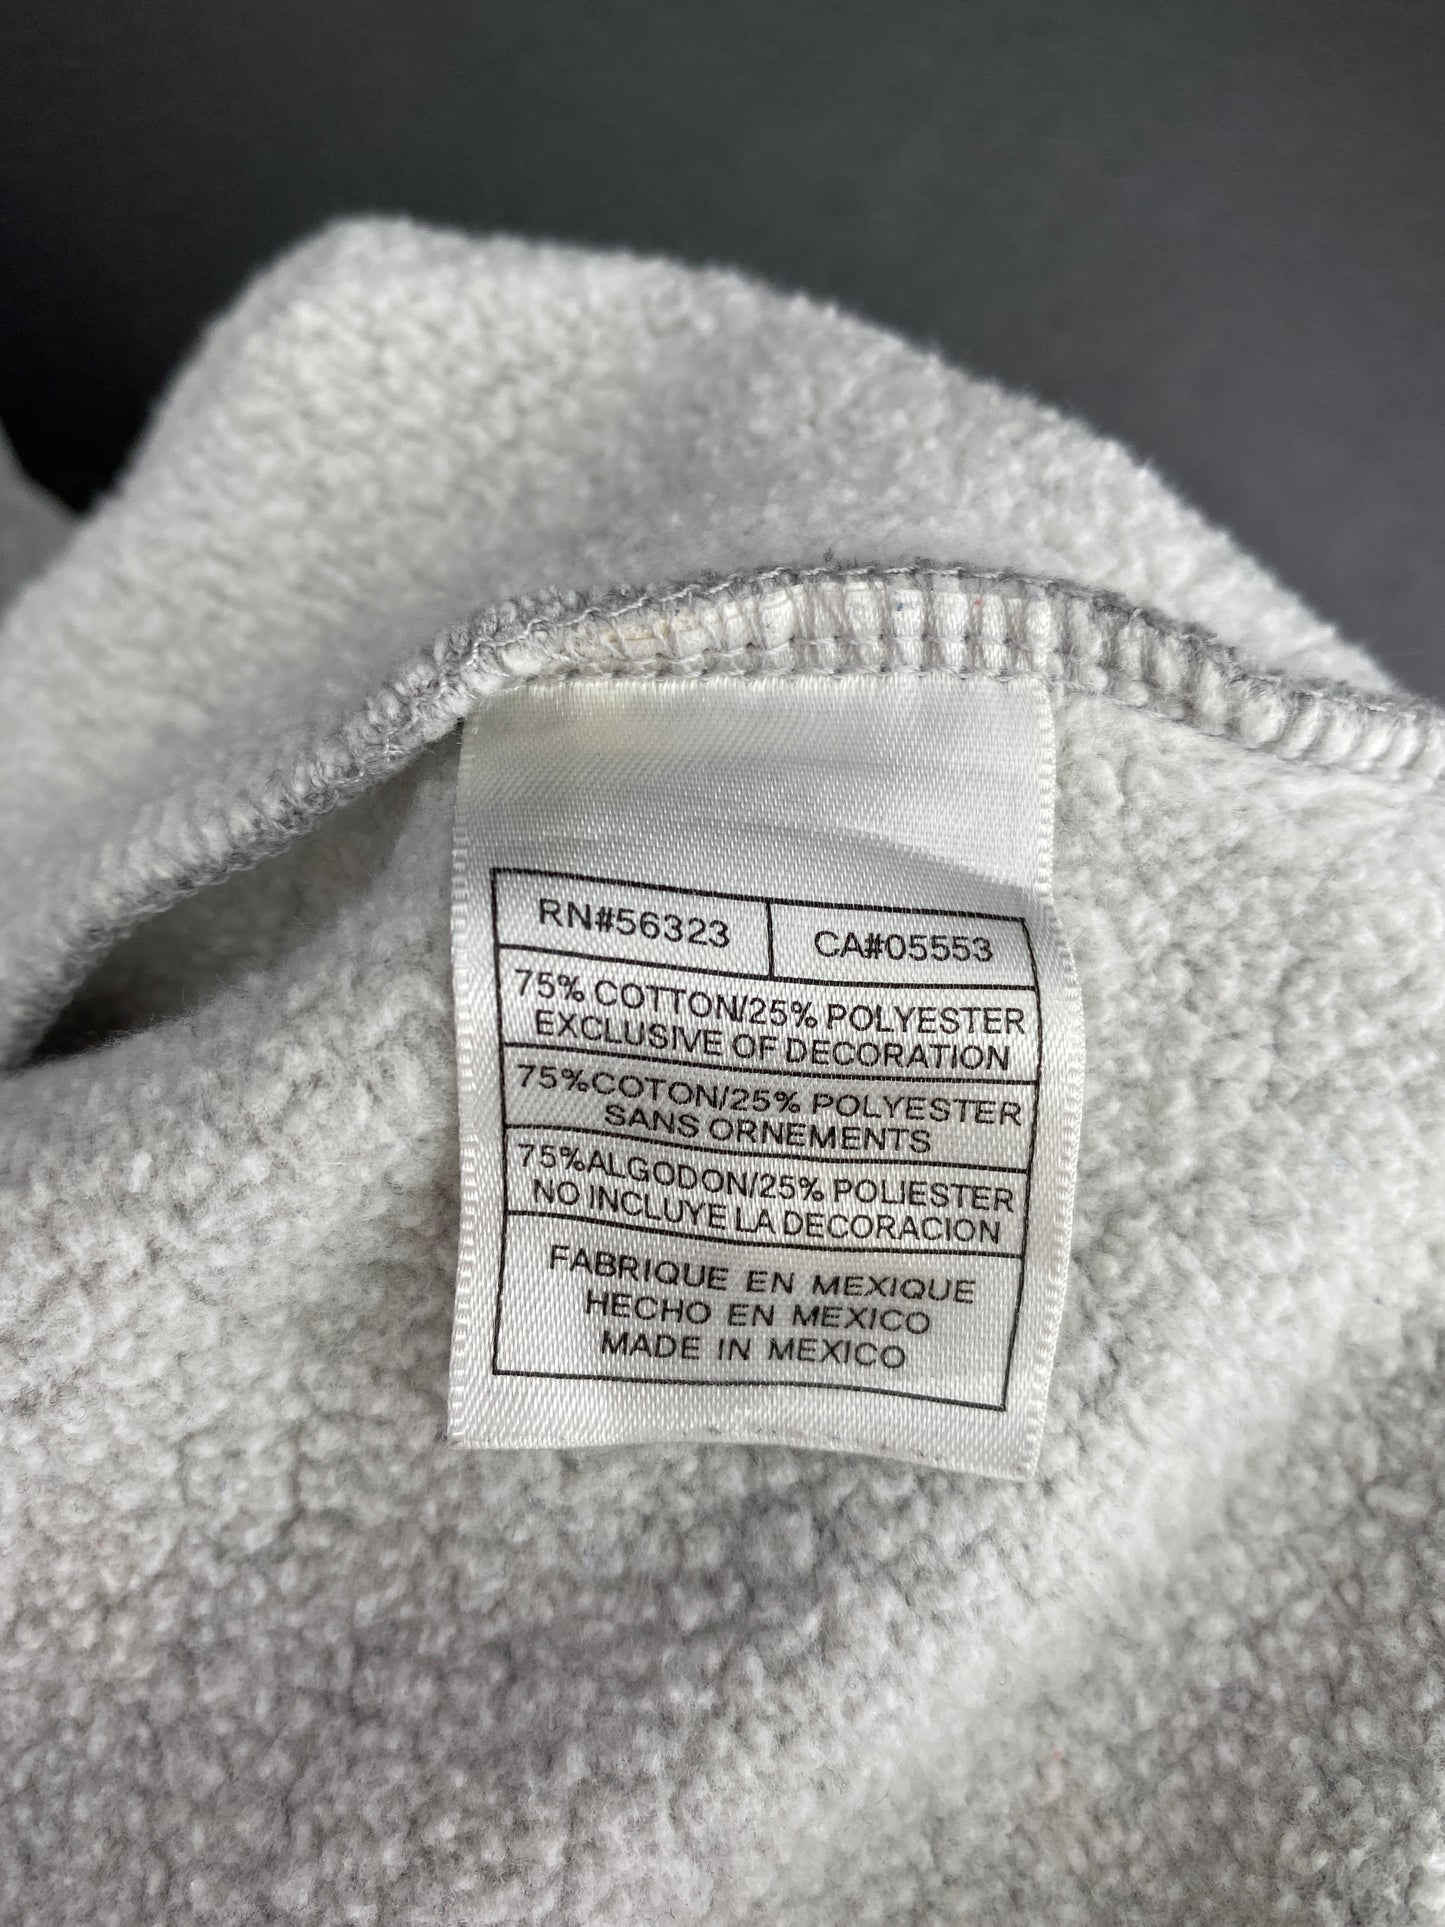 RN#56323 CA#05553
75% COTTON/25% POLYESTER
EXCLUSIVE OF DECORATION
75%COTON/25% POLYESTER
SANS ORNEMENTS
75%ALGODON/25% POLIESTER
NO INCLUYE LA DECORACION
FABRIQUE EN MEXIQUE
HECHO EN MEXICO
MADE IN MEXICO